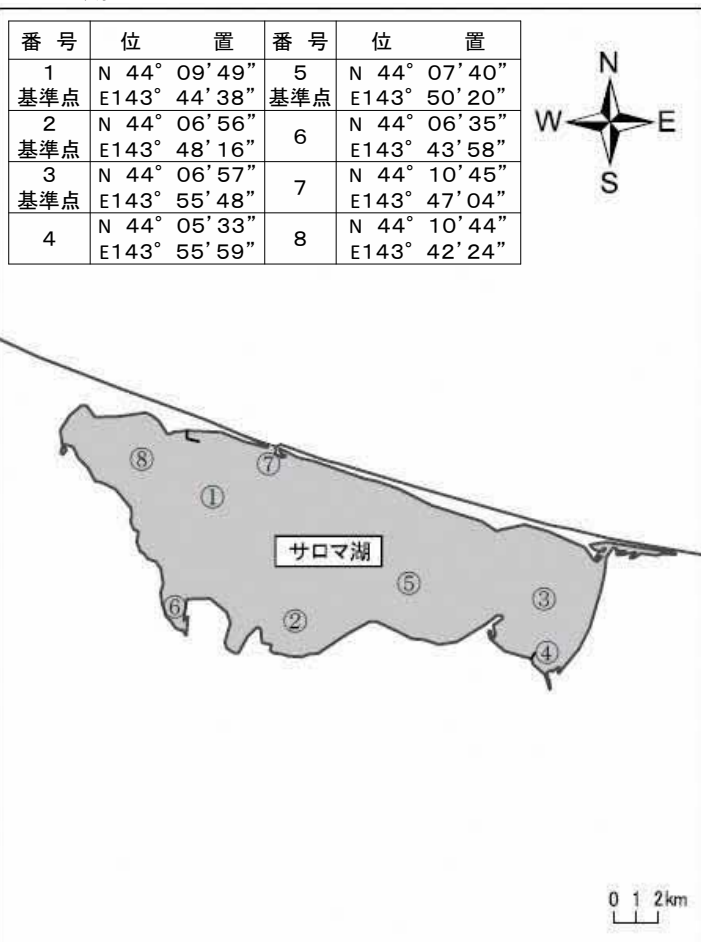 番 号 位 置 番 号 位 置
1 基準点 N 44° 09’49” E143° 44’38” 5 基準点 N 44° 07’40” E143° 50’20”
2 基準点 N 44° 06’56” E143° 48’16” 6 N 44° 06’35” E143° 43’58”
3 基準点 N 44° 06’57” E143° 55’48” 7 N 44° 10’45” E143° 47’04”
4 N 44° 05’33” E143° 55’59” 8 N 44° 10’44” E143° 42’24”
N
W E
S
⑧
⑦
①
サロマ湖
⑤
③
⑥
②
④
0 1 2km